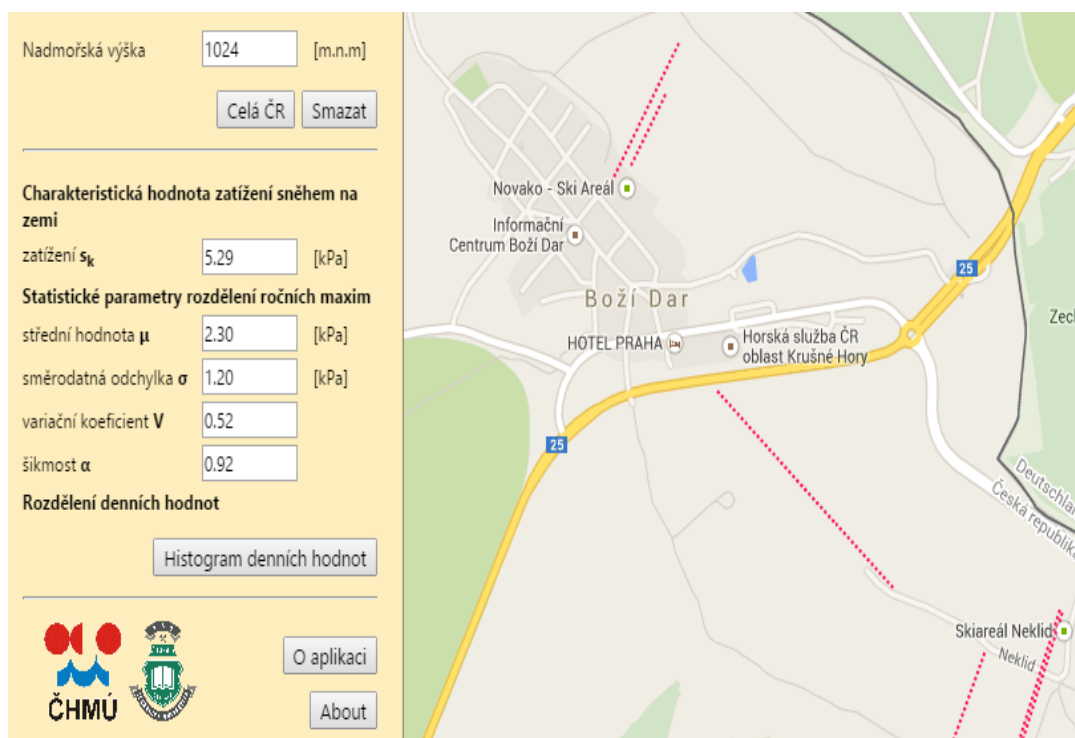 Nadmořská výška 1024 [m.n.m]
Celá ČR Smazat
Charakteristická hodnota zatížení sněhem na
zemi
zatížení sk 5.29 [kPa]
Statistické parametry rozdělení ročních maxim
střední hodnota μ 2.30 [kPa]
směrodatná odchylka σ 1.20 [kPa]
variační koeficient V 0.52
šikmost α 0.92
Rozdělení denních hodnot
Histogram denních hodnot
O aplikaci
ČHMÚ
About
Novako - Ski Areál
Informační
Centrum Boží Dar
25
Boží Dar
HOTEL PRAHA
Horská služba ČR
oblast Krušné Hory
Zech
25
Deutschlan
Česká republika
Skiareál Neklid
Neklid